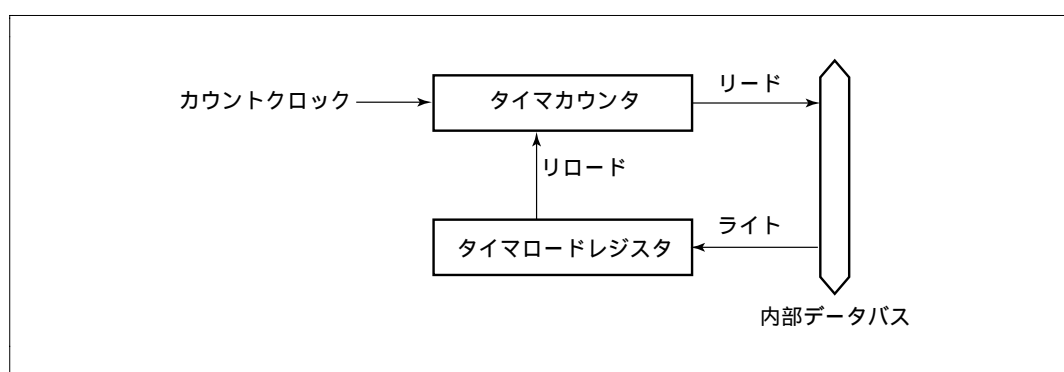 カウントクロック
タイマカウンタ
リード
リロード
タイマロードレジスタ
ライト
内部データバス